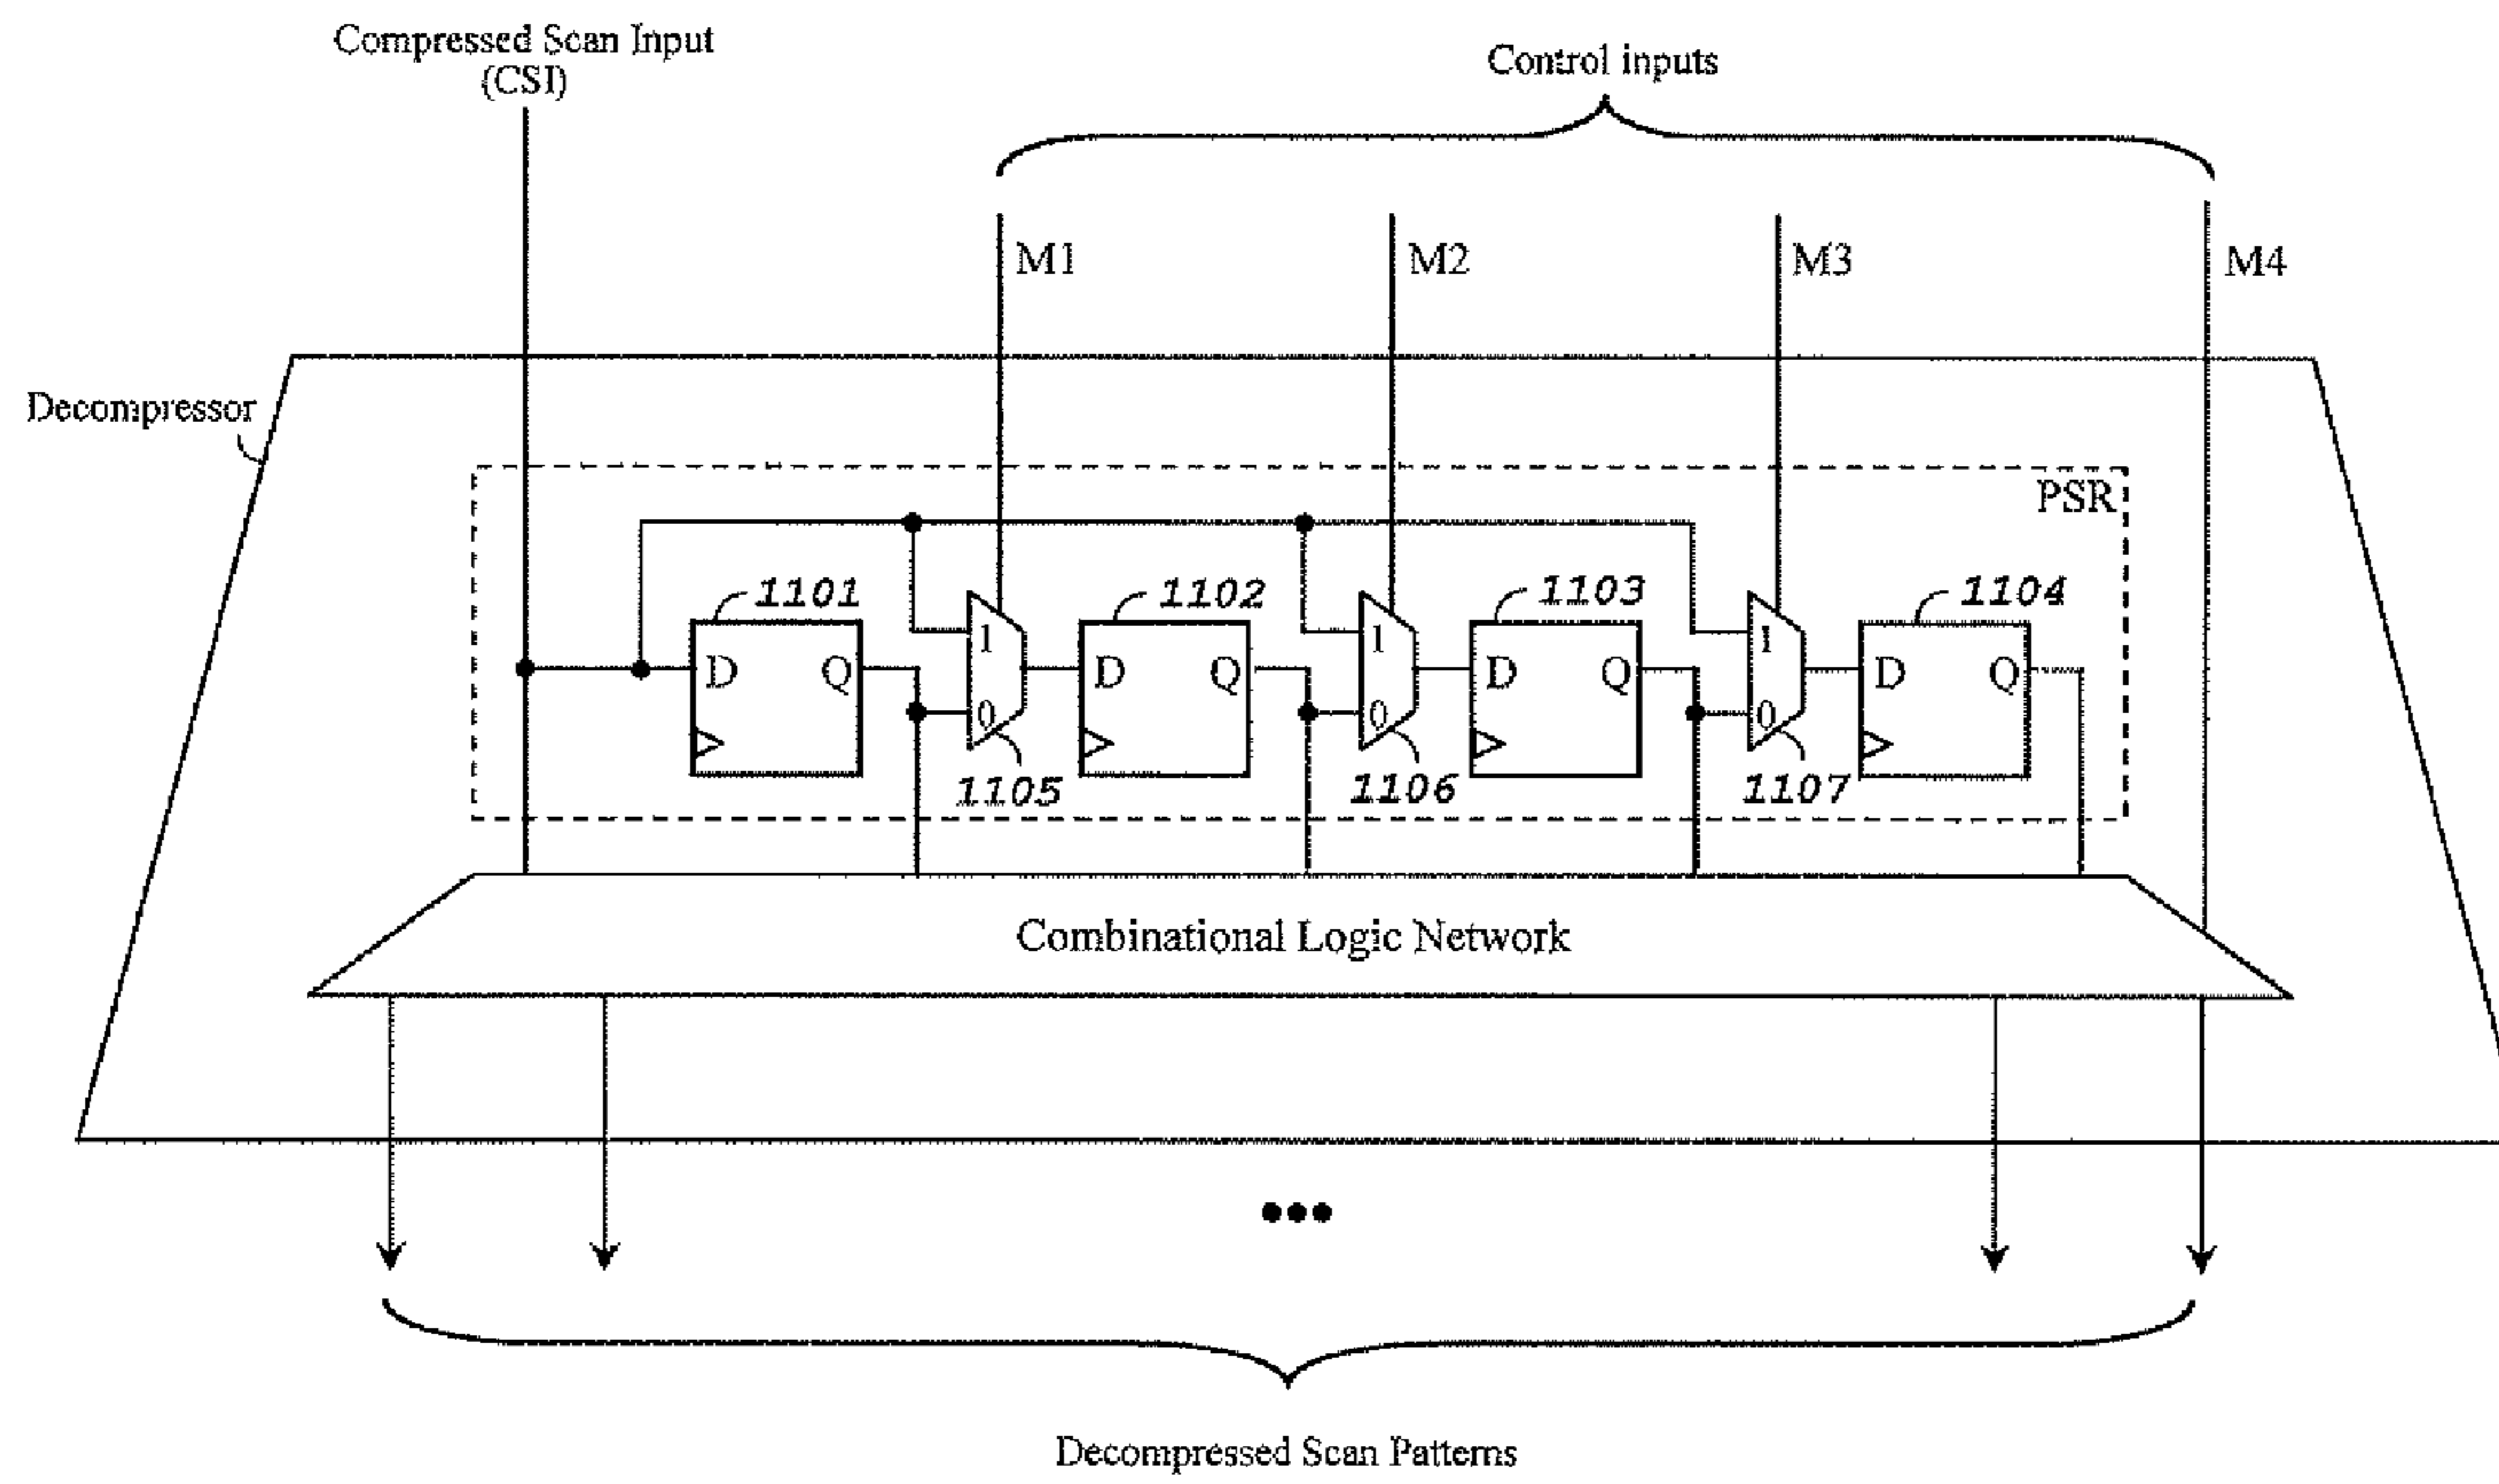 Compressed Scan Input
(CSI)
Control inputs
M1
M2
M3
M4
Decompressor
PSR
1101
1102
1103
1104
D
Q
1
0
D
Q
1
0
D
Q
1
0
D
Q
1105
1106
1107
Combinational Logic Network
Decompressed Scan Patterns